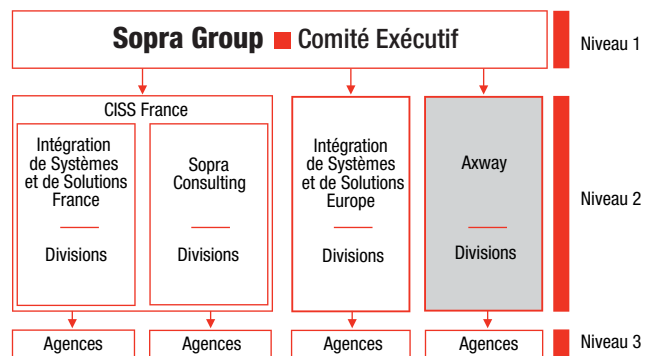 Sopra Group ■ Comité Exécutif
Niveau 1
CISS France
Intégration
de Systèmes
et de Solutions
France
Divisions
Sopra
Consulting
Divisions
Intégration
de Systèmes
et de Solutions
Europe
Divisions
Axway
Divisions
Niveau 2
Agences
Agences
Agences
Agences
Niveau 3